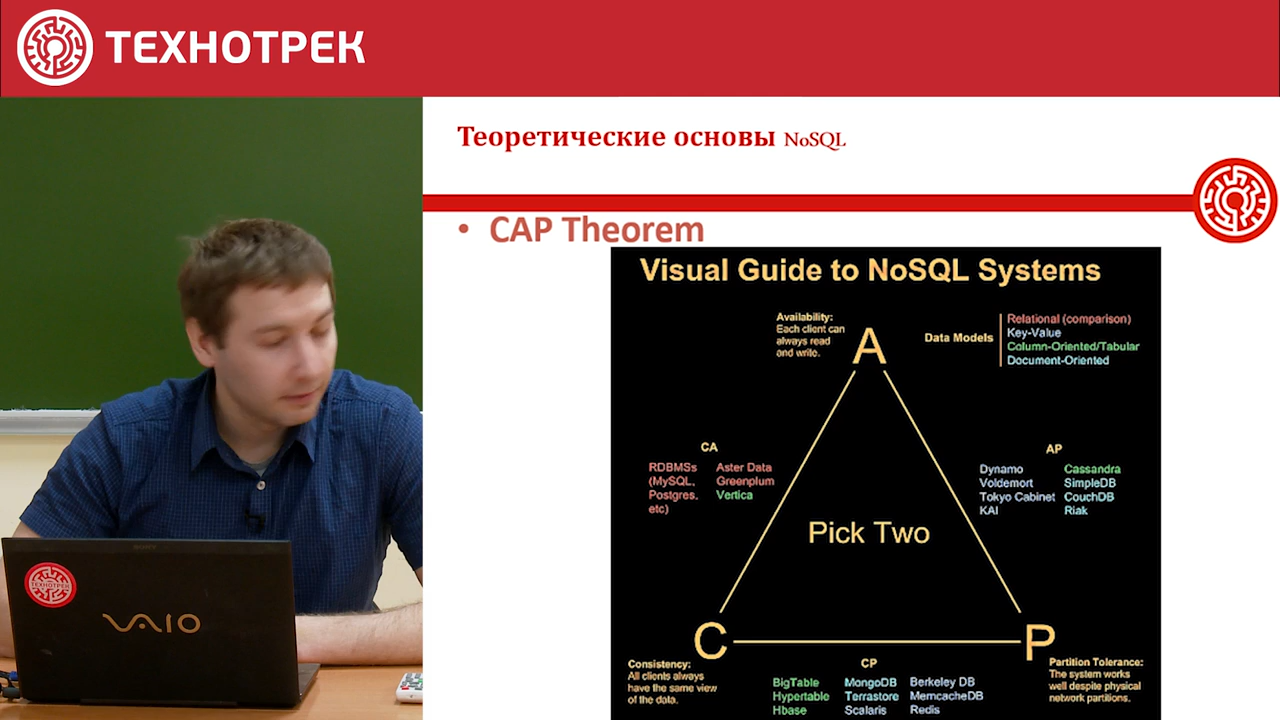 ТЕХНОТРЕК
Теоретические основы NoSQL
• CAP Theorem
Visual Guide to NoSQL Systems
Availability:
Each client can
always read
and write.
A
Data Models
Relational (comparison)
Key-Value
Column-Oriented/Tabular
Document-Oriented
CA
RDBMSs
(MySQL,
Postgres,
etc)
Aster Data
Greenplum
Vertica
AP
Dynamo
Voldemort
Tokyo Cabinet
KAI
Cassandra
SimpleDB
CouchDB
Riak
Pick Two
C
P
Consistency:
All clients always
have the same view
of the data.
CP
BigTable
Hypertable
Hbase
MongoDB
Terrastore
Scalaris
Berkeley DB
MemcacheDB
Redis
Partition Tolerance:
The system works
well despite physical
network partitions.
SONY
ТЕХНОТРЕК
VAIO